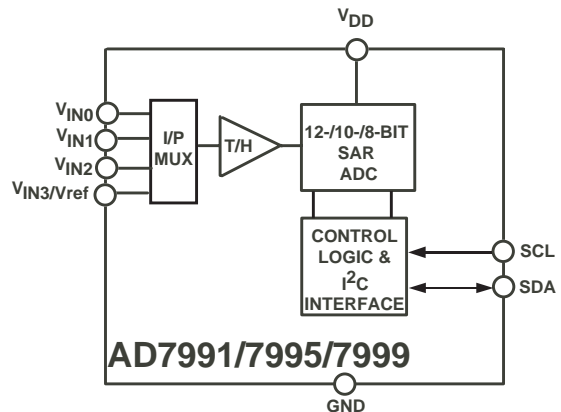 VDD
VIN0
VIN1
VIN2
VIN3/Vref
I/P
MUX
T/H
12-/10-/8-BIT
SAR
ADC
CONTROL
LOGIC &
I2C
INTERFACE
SCL
SDA
AD7991/7995/7999
GND